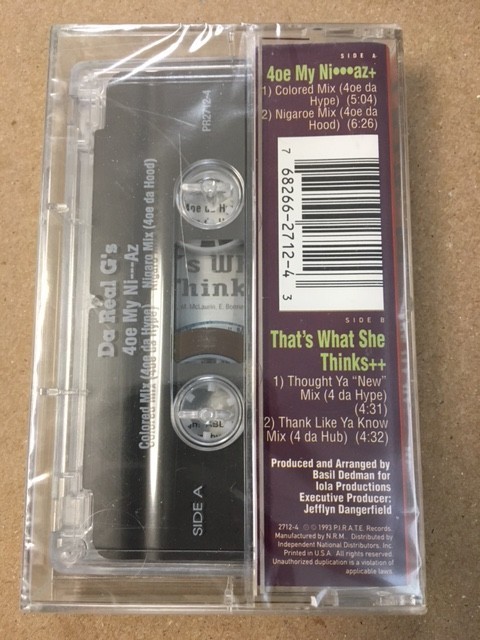 SIDE A
4oe My Ni•••az+
1) Colored Mix (4oe da
Hype) (5:04)
2) Nigaroe Mix (4oe da
Hood) (6:26)
7 68266-2712-4 3
SIDE B
That's What She
Thinks++
1) Thought Ya "New"
Mix (4 da Hype)
(4:31)
2) Thank Like Ya Know
Mix (4 da Hub) (4:32)
Produced and Arranged by
Basil Dedman for
Iola Productions
Executive Producer:
Jefflyn Dangerfield
2712-4 ℗ © 1993 P.I.R.A.T.E. Records.
Manufactured by N.R.M. Distributed by
Independent National Distributors, Inc.
Printed in U.S.A. All rights reserved.
Unauthorized duplication is a violation of
applicable laws.
PR2712-4
Da Real G's
4oe My Ni---Az
Colored Mix (4oe da Hype)
Nigaro Mix (4oe da Hood)
SIDE A
's Wh
Think
McLaurin, E.
4oe da H